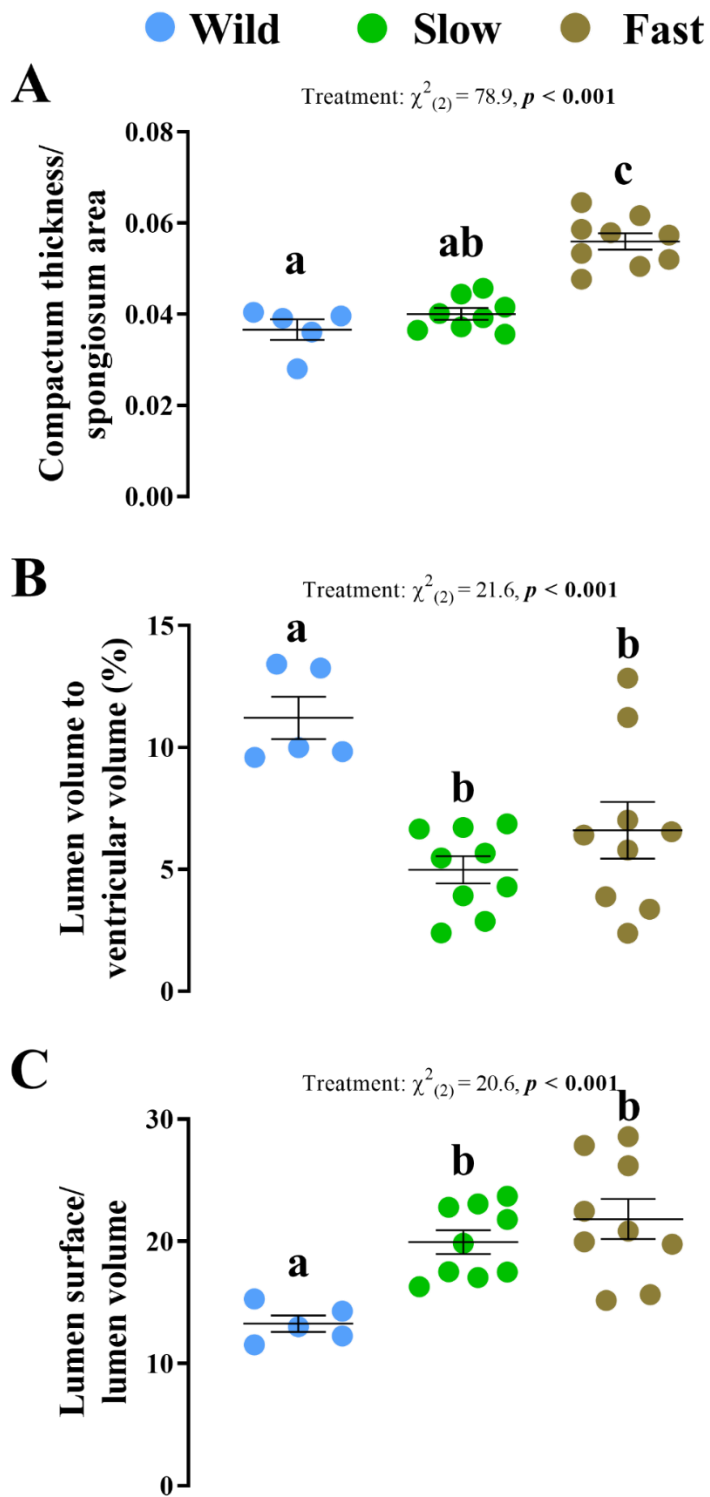 Wild Slow Fast
A
Treatment: χ²(2) = 78.9, p < 0.001
Compactum thickness/
spongiosum area
0.08
0.06
0.04
0.02
0.00
a
ab
c
B
Treatment: χ²(2) = 21.6, p < 0.001
Lumen volume to
ventricular volume (%)
15
10
5
0
a
b
b
C
Treatment: χ²(2) = 20.6, p < 0.001
Lumen surface/
lumen volume
30
20
10
0
a
b
b